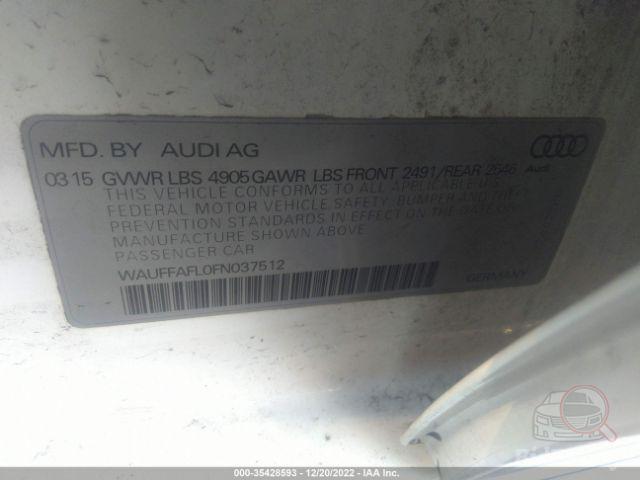 MFD. BY AUDI AG
03 15 GVWR LBS 4905 GAWR LBS FRONT 2491/REAR 2646
Audi
THIS VEHICLE CONFORMS TO ALL APPLICABLE U.S.
FEDERAL MOTOR VEHICLE SAFETY, BUMPER AND THEFT
PREVENTION STANDARDS IN EFFECT ON THE DATE OF
MANUFACTURE SHOWN ABOVE
PASSENGER CAR
WAUFFAFL0FN037512
GERMANY
000-35428593 - 12/20/2022 - IAA Inc.